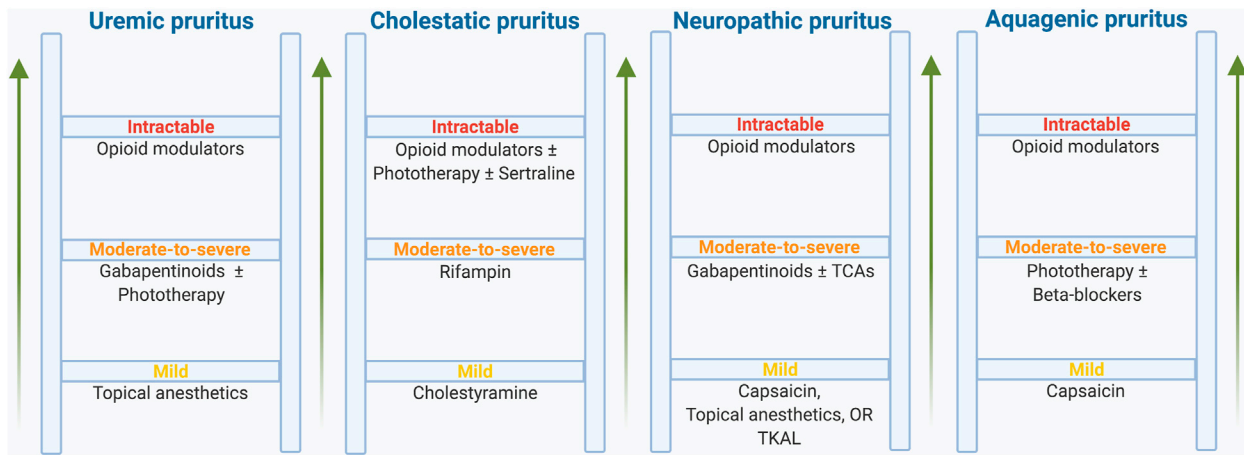 Uremic pruritus
Intractable
Opioid modulators
Moderate-to-severe
Gabapentinoids ±
Phototherapy
Mild
Topical anesthetics
Cholestatic pruritus
Intractable
Opioid modulators ±
Phototherapy ± Sertraline
Moderate-to-severe
Rifampin
Mild
Cholestyramine
Neuropathic pruritus
Intractable
Opioid modulators
Moderate-to-severe
Gabapentinoids ± TCAs
Mild
Capsaicin,
Topical anesthetics, OR
TKAL
Aquagenic pruritus
Intractable
Opioid modulators
Moderate-to-severe
Phototherapy ±
Beta-blockers
Mild
Capsaicin